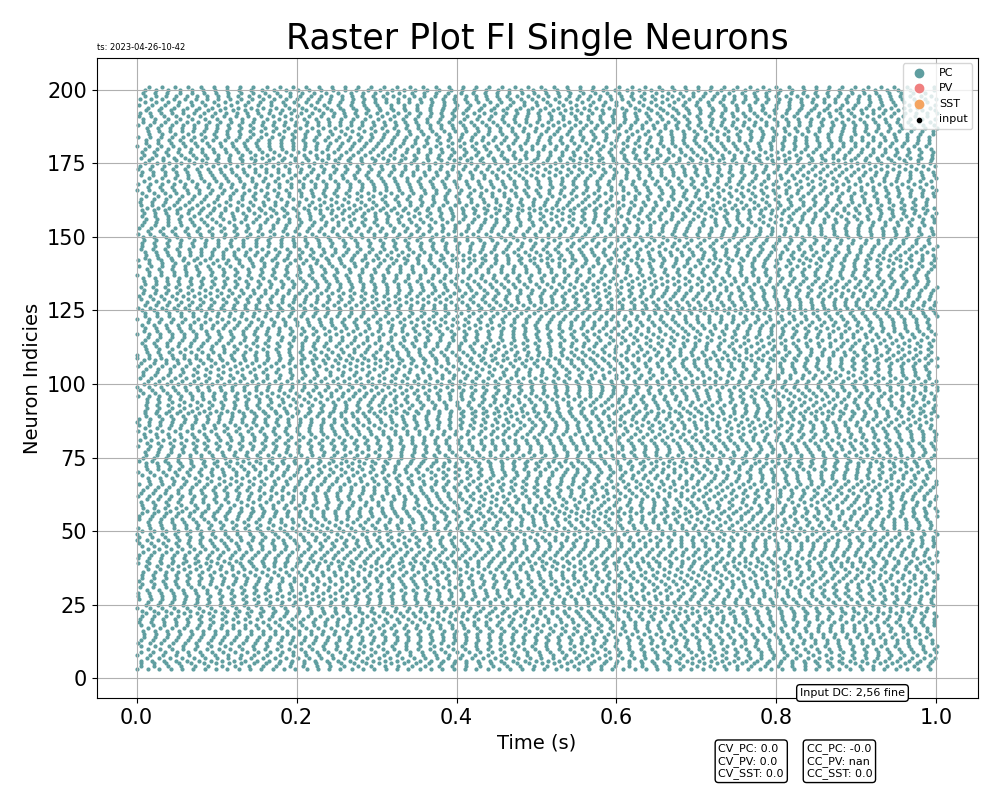 Raster Plot FI Single Neurons
ts: 2023-04-26-10-42
PC
PV
SST
input
200
175
150
125
100
75
50
25
0
Neuron Indicies
Input DC: 2,56 fine
0.0 0.2 0.4 0.6 0.8 1.0
Time (s)
CV_PC: 0.0
CV_PV: 0.0
CV_SST: 0.0
CC_PC: -0.0
CC_PV: nan
CC_SST: 0.0